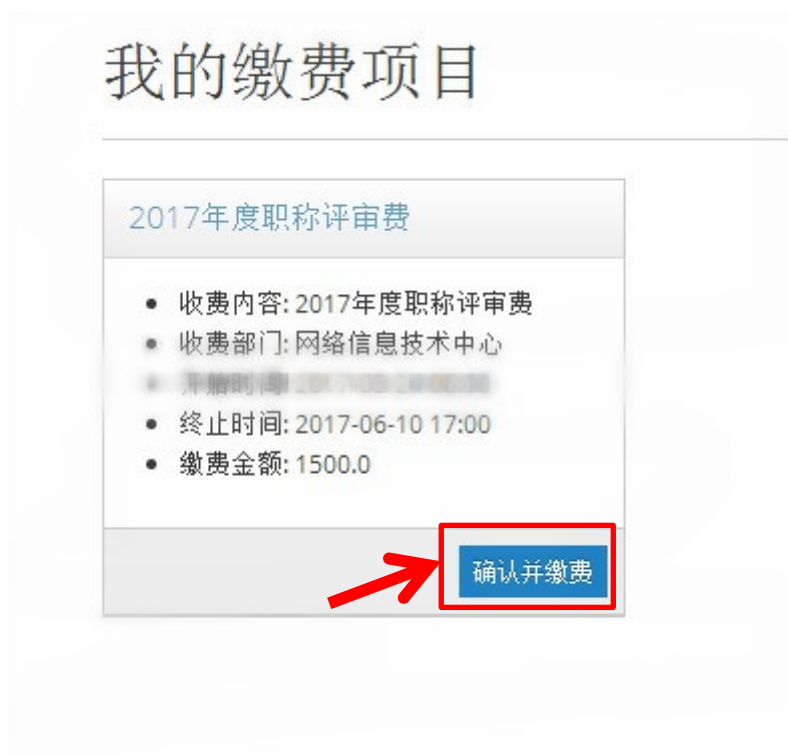 我的缴费项目
2017年度职称评审费
收费内容: 2017年度职称评审费
收费部门: 网络信息技术中心
终止时间: 2017-06-10 17:00
缴费金额: 1500.0
确认并缴费